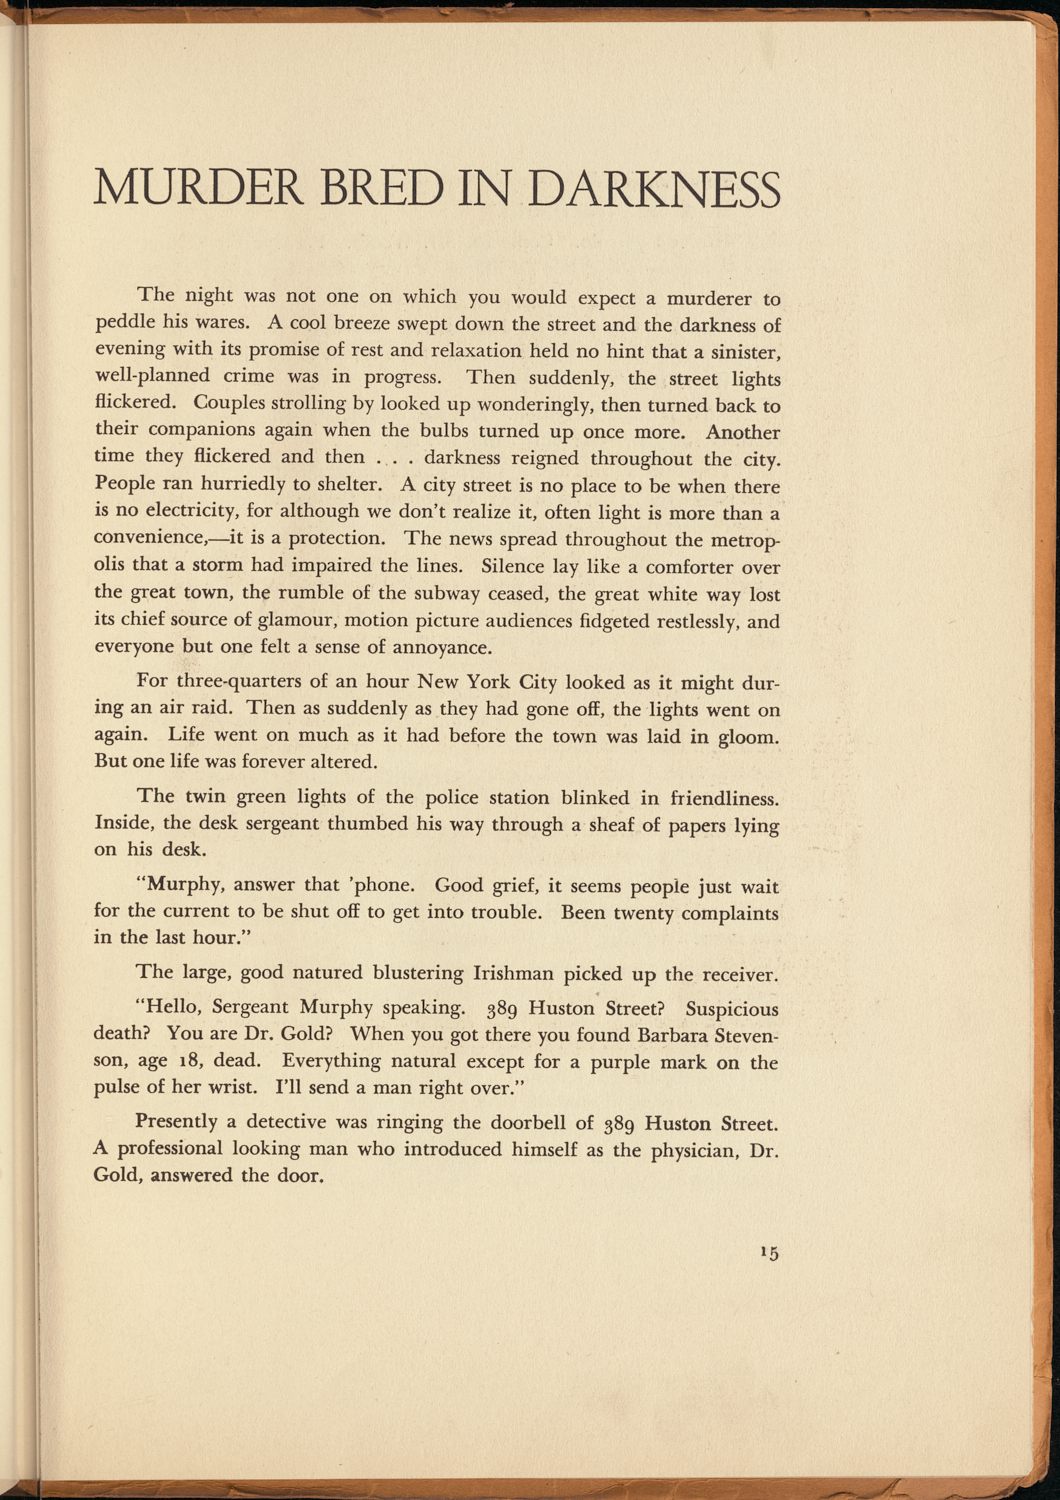 MURDER BRED IN DARKNESS
The night was not one on which you would expect a murderer to
peddle his wares. A cool breeze swept down the street and the darkness of
evening with its promise of rest and relaxation held no hint that a sinister,
well-planned crime was in progress. Then suddenly, the street lights
flickered. Couples strolling by looked up wonderingly, then turned back to
their companions again when the bulbs turned up once more. Another
time they flickered and then . . . darkness reigned throughout the city.
People ran hurriedly to shelter. A city street is no place to be when there
is no electricity, for although we don't realize it, often light is more than a
convenience,—it is a protection. The news spread throughout the metrop-
olis that a storm had impaired the lines. Silence lay like a comforter over
the great town, the rumble of the subway ceased, the great white way lost
its chief source of glamour, motion picture audiences fidgeted restlessly, and
everyone but one felt a sense of annoyance.
For three-quarters of an hour New York City looked as it might dur-
ing an air raid. Then as suddenly as they had gone off, the lights went on
again. Life went on much as it had before the town was laid in gloom.
But one life was forever altered.
The twin green lights of the police station blinked in friendliness.
Inside, the desk sergeant thumbed his way through a sheaf of papers lying
on his desk.
“Murphy, answer that ’phone. Good grief, it seems people just wait
for the current to be shut off to get into trouble. Been twenty complaints
in the last hour.”
The large, good natured blustering Irishman picked up the receiver.
“Hello, Sergeant Murphy speaking. 389 Huston Street? Suspicious
death? You are Dr. Gold? When you got there you found Barbara Steven-
son, age 18, dead. Everything natural except for a purple mark on the
pulse of her wrist. I’ll send a man right over.”
Presently a detective was ringing the doorbell of 389 Huston Street.
A professional looking man who introduced himself as the physician, Dr.
Gold, answered the door.
15